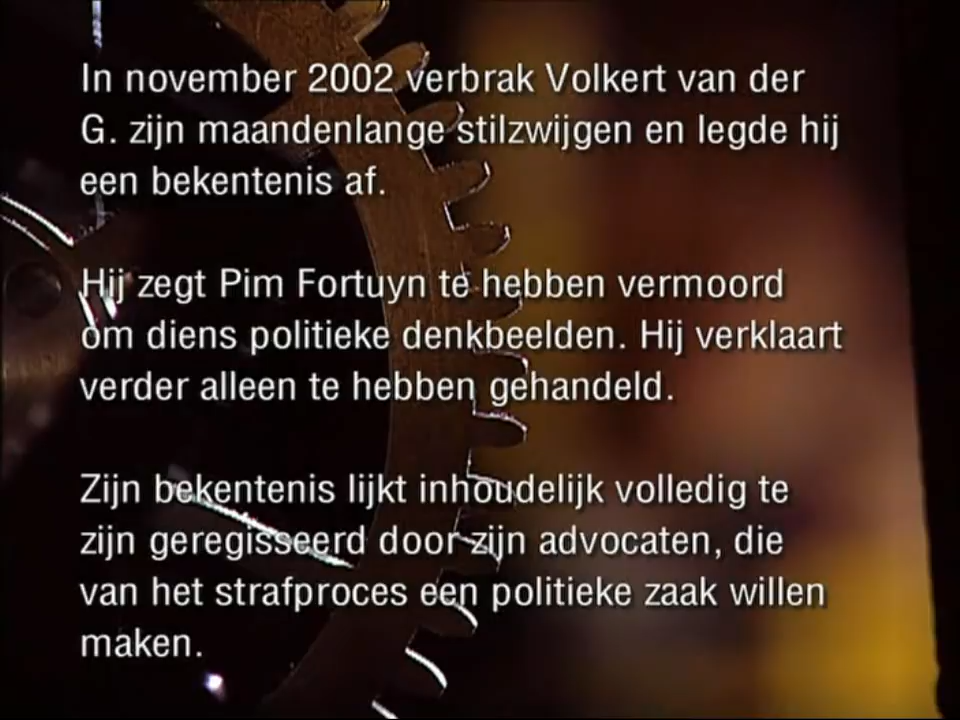 In november 2002 verbrak Volkert van der
G. zijn maandenlange stilzwijgen en legde hij
een bekentenis af.
Hij zegt Pim Fortuyn te hebben vermoord
om diens politieke denkbeelden. Hij verklaart
verder alleen te hebben gehandeld.
Zijn bekentenis lijkt inhoudelijk volledig te
zijn geregisseerd door zijn advocaten, die
van het strafproces een politieke zaak willen
maken.